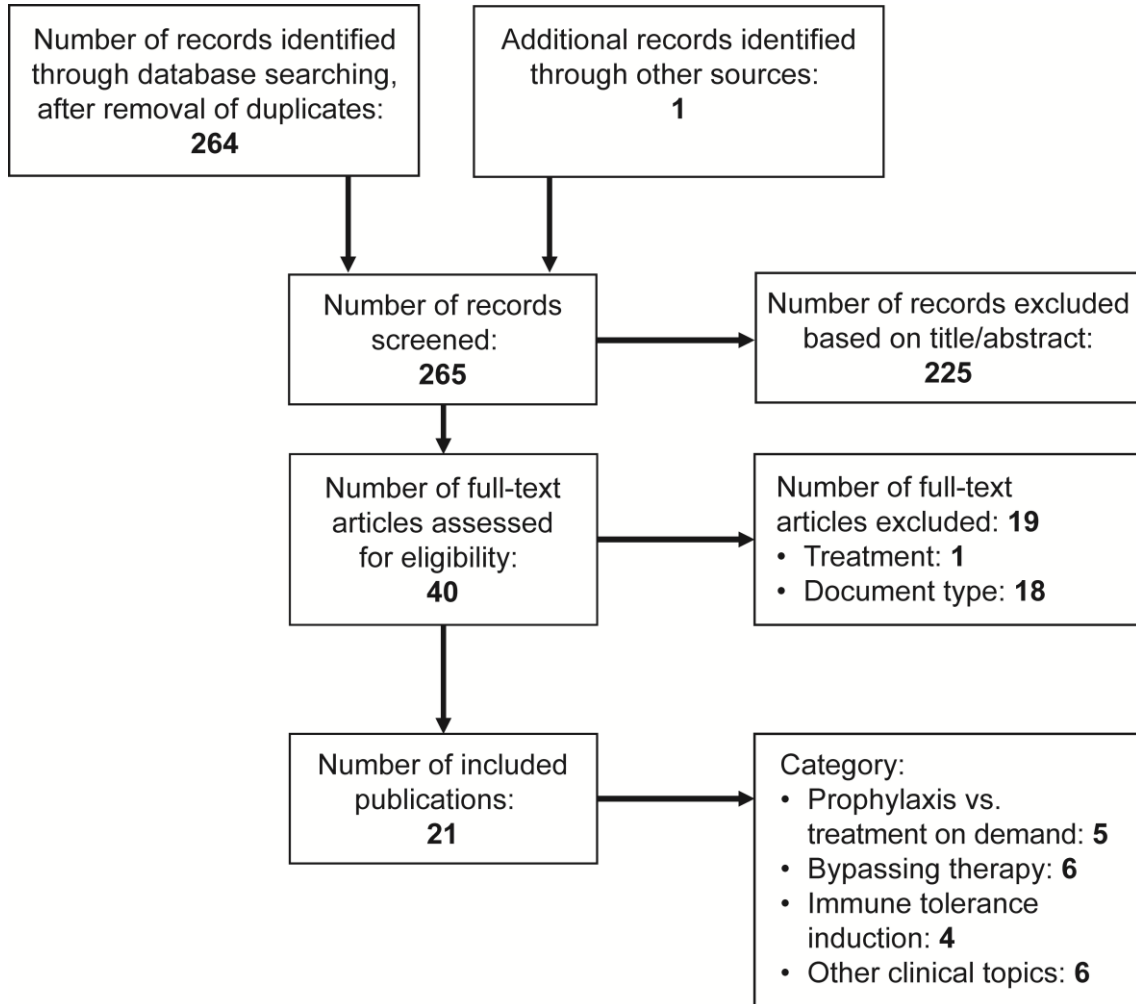 Number of records identified
through database searching,
after removal of duplicates:
264
Additional records identified
through other sources:
1
Number of records
screened:
265
Number of records excluded
based on title/abstract:
225
Number of full-text
articles assessed
for eligibility:
40
Number of full-text
articles excluded: 19
• Treatment: 1
• Document type: 18
Number of included
publications:
21
Category:
• Prophylaxis vs.
treatment on demand: 5
• Bypassing therapy: 6
• Immune tolerance
induction: 4
• Other clinical topics: 6